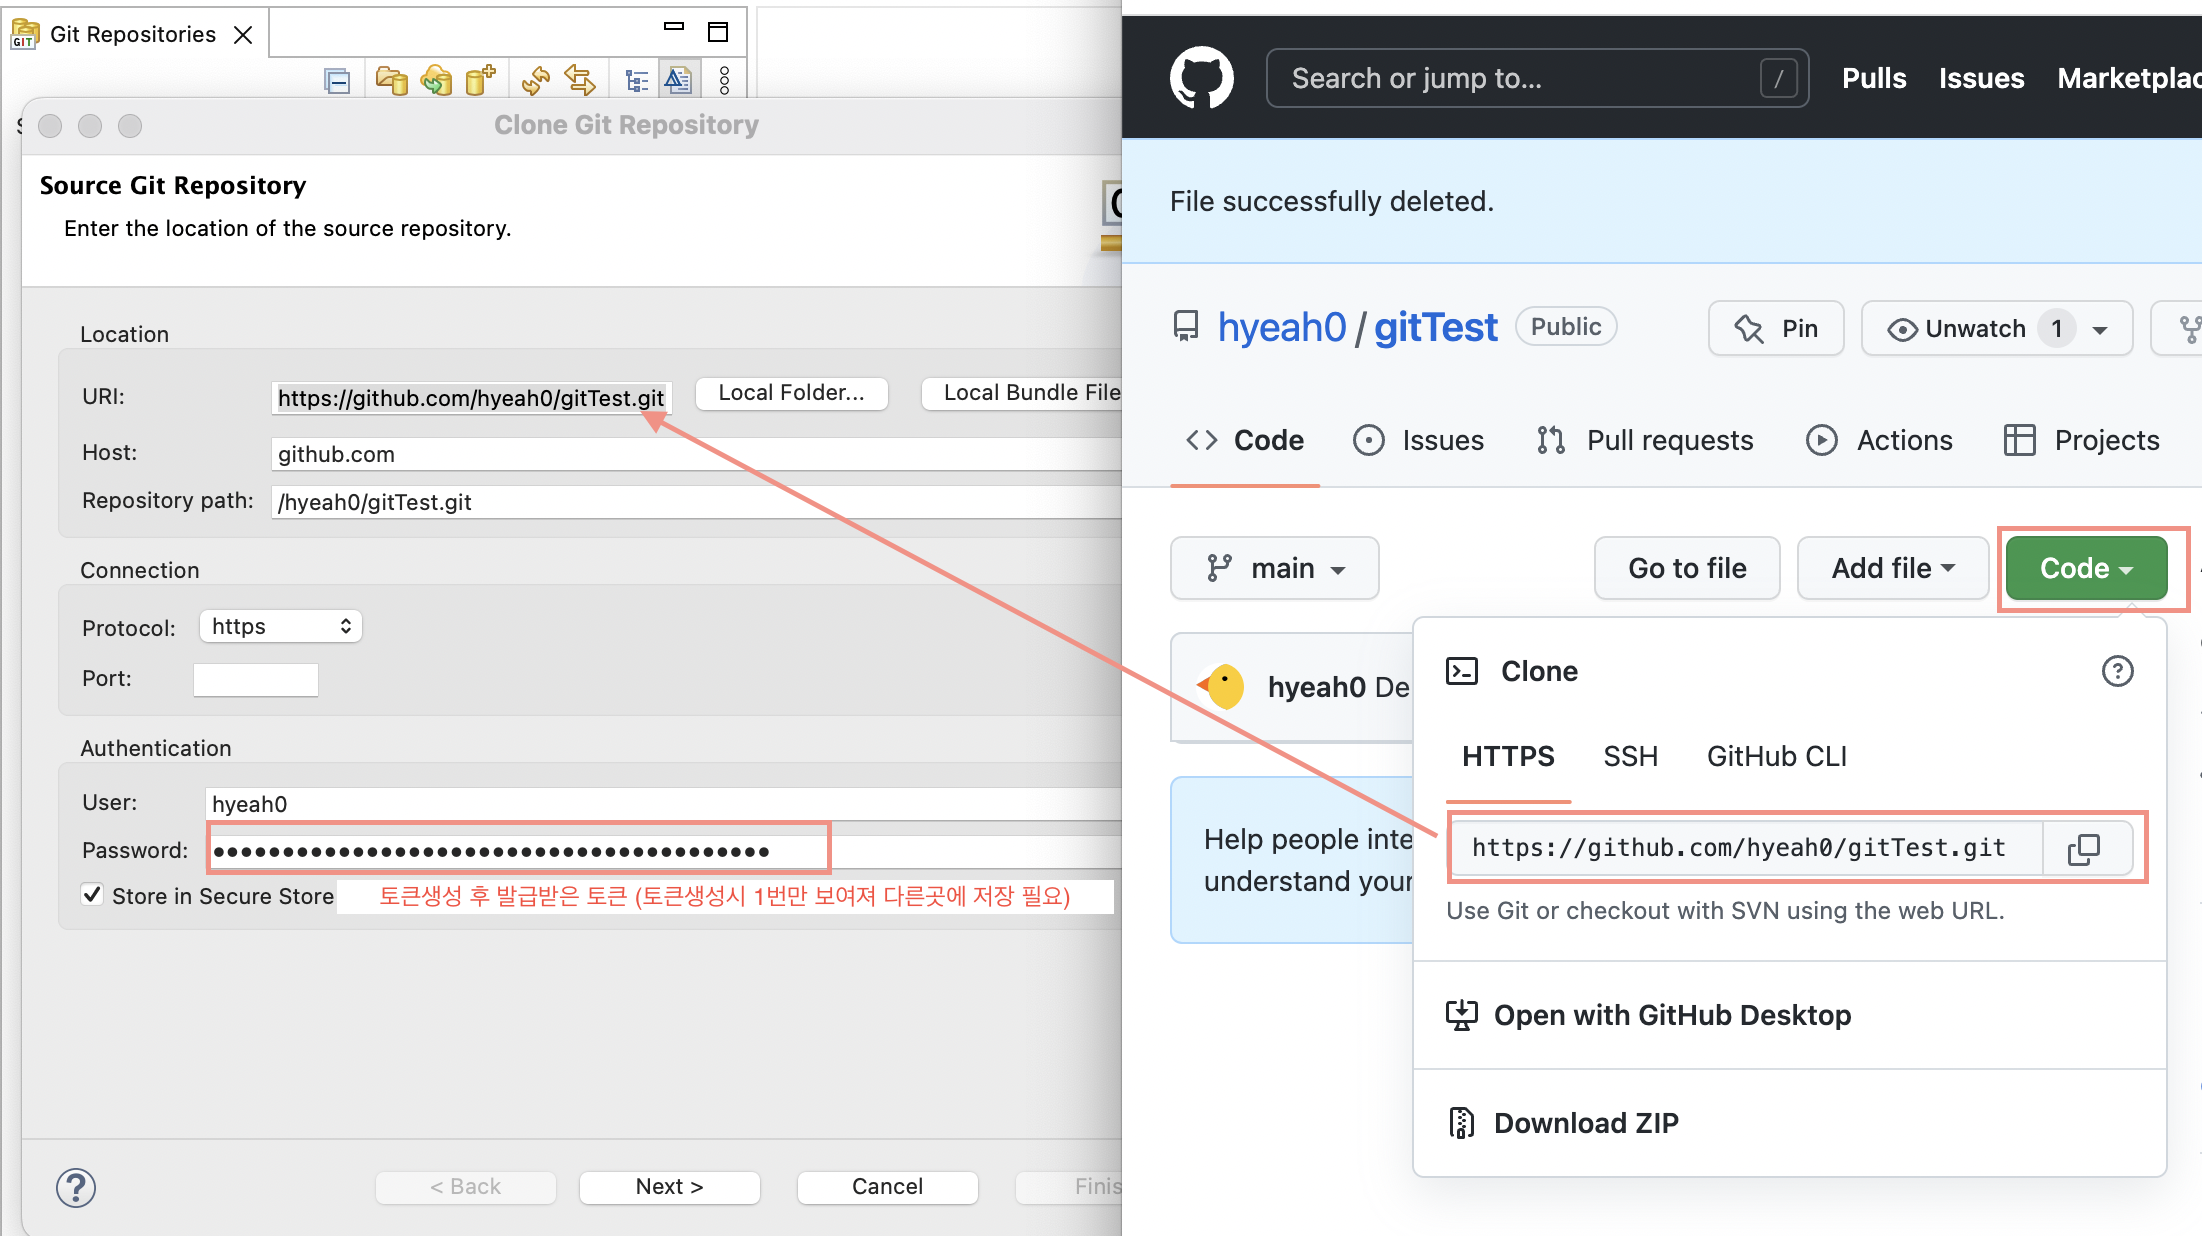 Git Repositories
GIT
Clone Git Repository
Source Git Repository
Enter the location of the source repository.
Location
URI: https://github.com/hyeah0/gitTest.git Local Folder... Local Bundle File
Host: github.com
Repository path: /hyeah0/gitTest.git
Connection
Protocol: https
Port:
Authentication
User: hyeah0
Password: ●●●●●●●●●●●●●●●●●●●●●●●●●●●●●●●●●●●●●●●●
Store in Secure Store 토큰생성 후 발급받은 토큰 (토큰생성시 1번만 보여져 다른곳에 저장 필요)
? < Back Next > Cancel Finis
Search or jump to... / Pulls Issues Marketplac
File successfully deleted.
hyeah0 / gitTest Public Pin Unwatch 1
Code Issues Pull requests Actions Projects
main Go to file Add file Code
hyeah0 De
Help people inte
understand your
Clone ?
HTTPS SSH GitHub CLI
https://github.com/hyeah0/gitTest.git
Use Git or checkout with SVN using the web URL.
Open with GitHub Desktop
Download ZIP